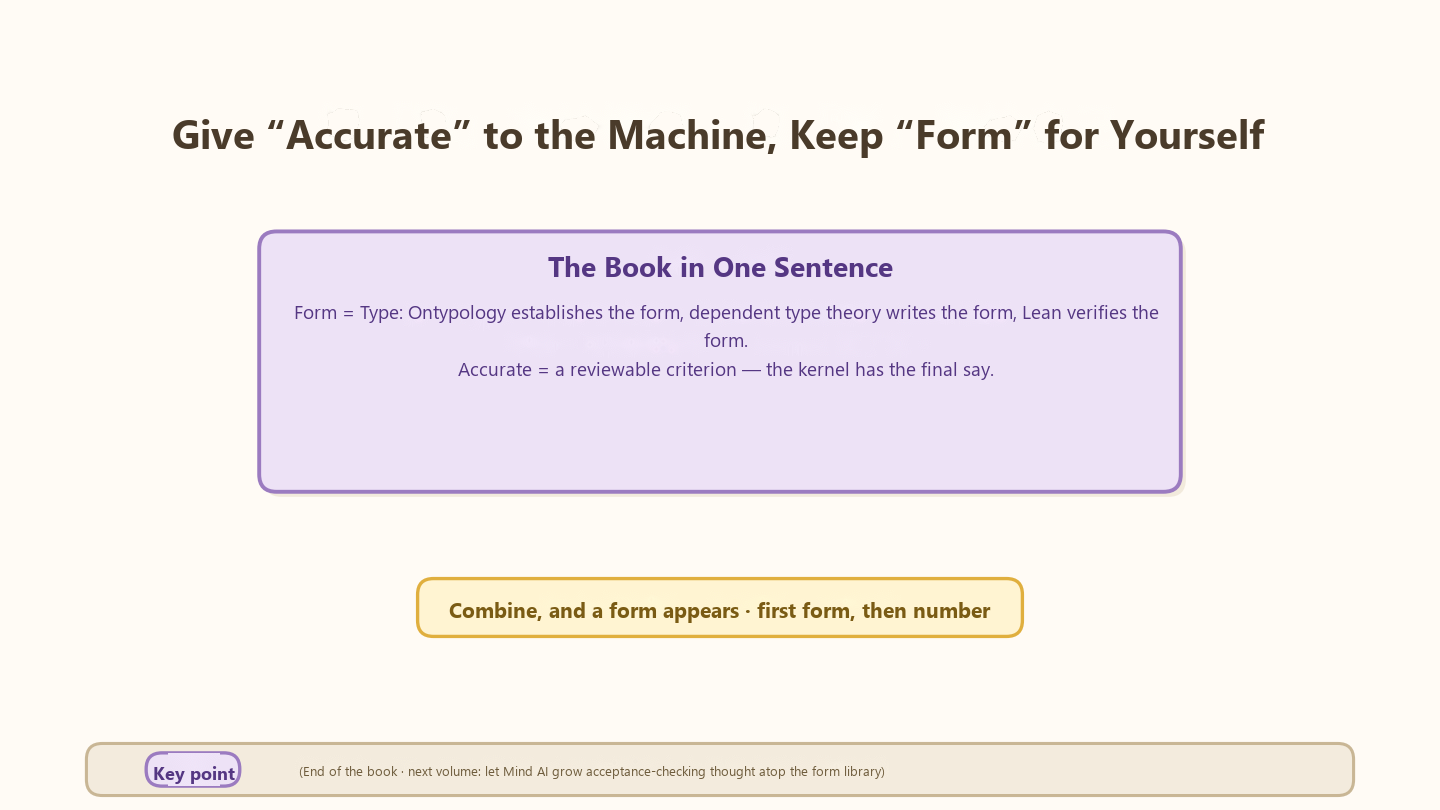 Give “Accurate” to the Machine, Keep “Form” for Yourself
The Book in One Sentence
Form = Type: Ontypology establishes the form, dependent type theory writes the form, Lean verifies the
form.
Accurate = a reviewable criterion — the kernel has the final say.
Combine, and a form appears · first form, then number
Key point
(End of the book · next volume: let Mind AI grow acceptance-checking thought atop the form library)